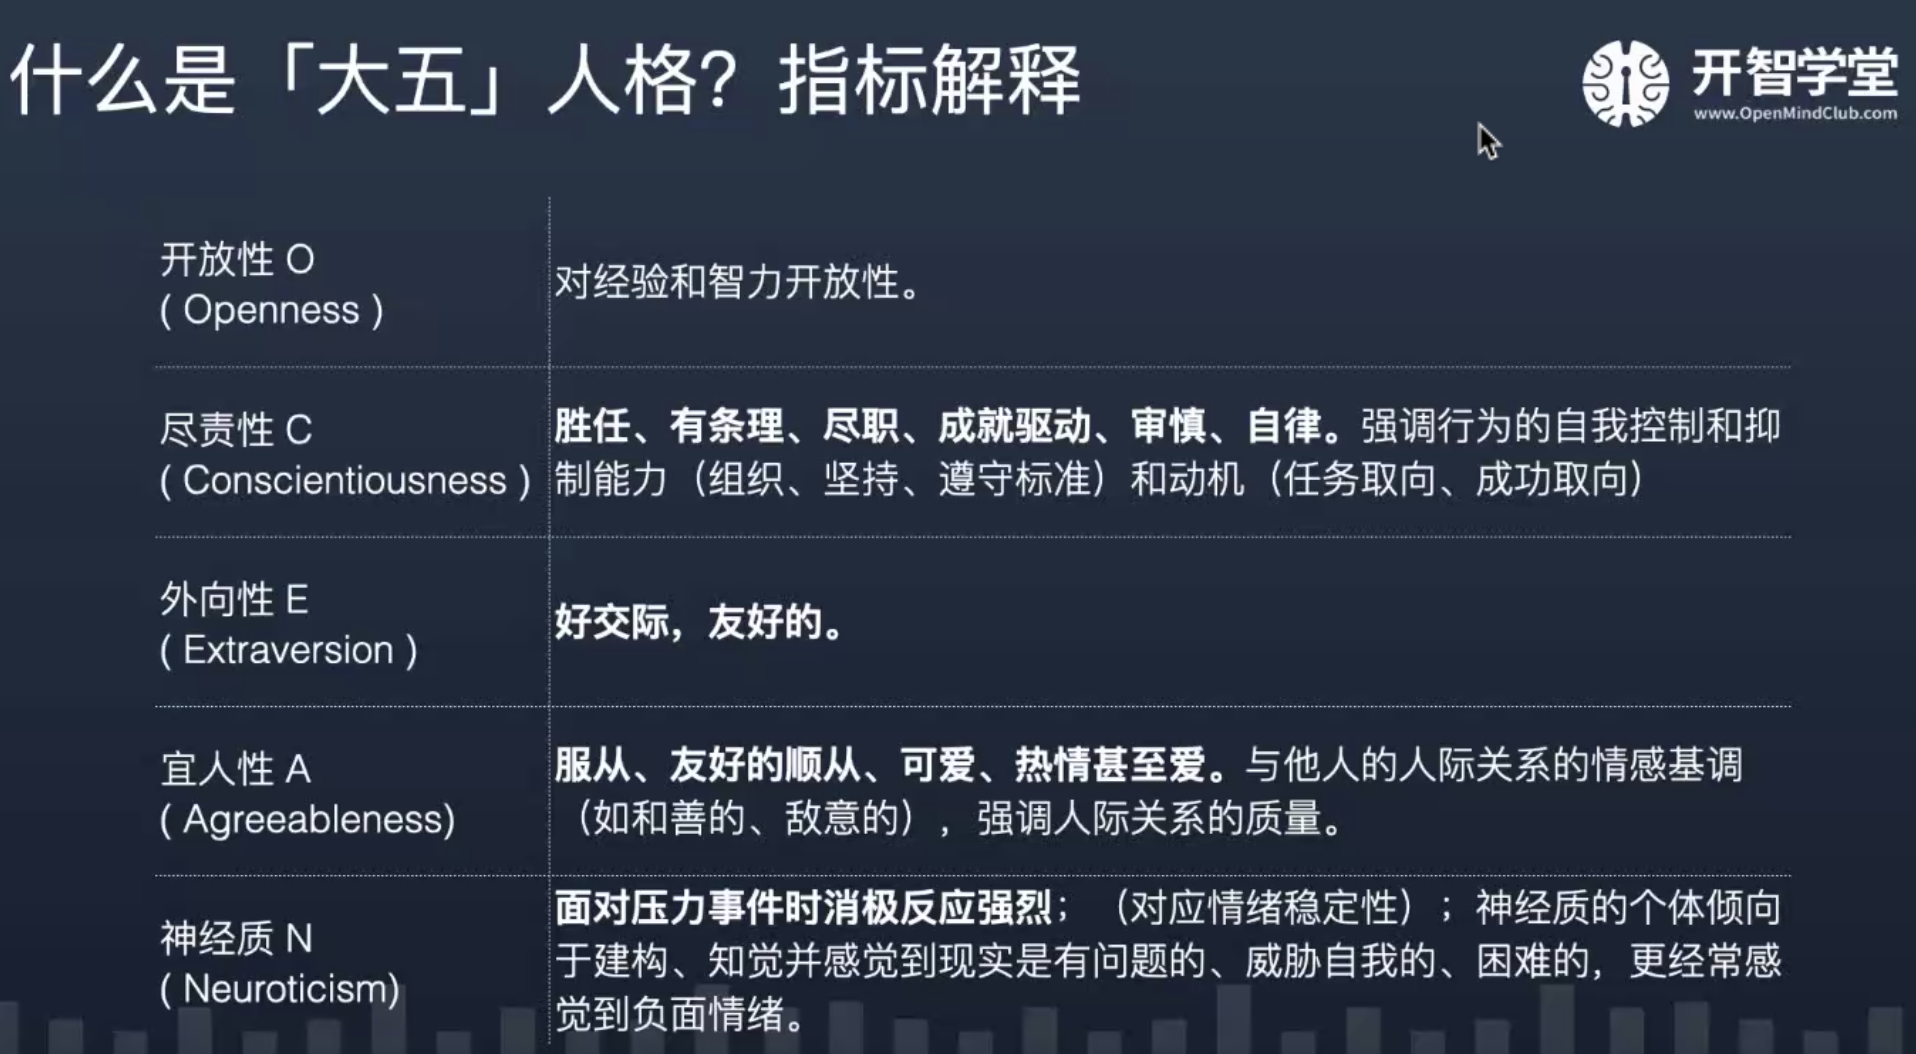 什么是「大五」人格？指标解释
开智学堂
www.OpenMindClub.com
开放性 O
( Openness )
对经验和智力开放性。
尽责性 C
( Conscientiousness )
胜任、有条理、尽职、成就驱动、审慎、自律。强调行为的自我控制和抑
制能力（组织、坚持、遵守标准）和动机（任务取向、成功取向）
外向性 E
( Extraversion )
好交际，友好的。
宜人性 A
( Agreeableness)
服从、友好的顺从、可爱、热情甚至爱。与他人的人际关系的情感基调
（如和善的、敌意的），强调人际关系的质量。
神经质 N
( Neuroticism)
面对压力事件时消极反应强烈；（对应情绪稳定性）；神经质的个体倾向
于建构、知觉并感觉到现实是有问题的、威胁自我的、困难的，更经常感
觉到负面情绪。